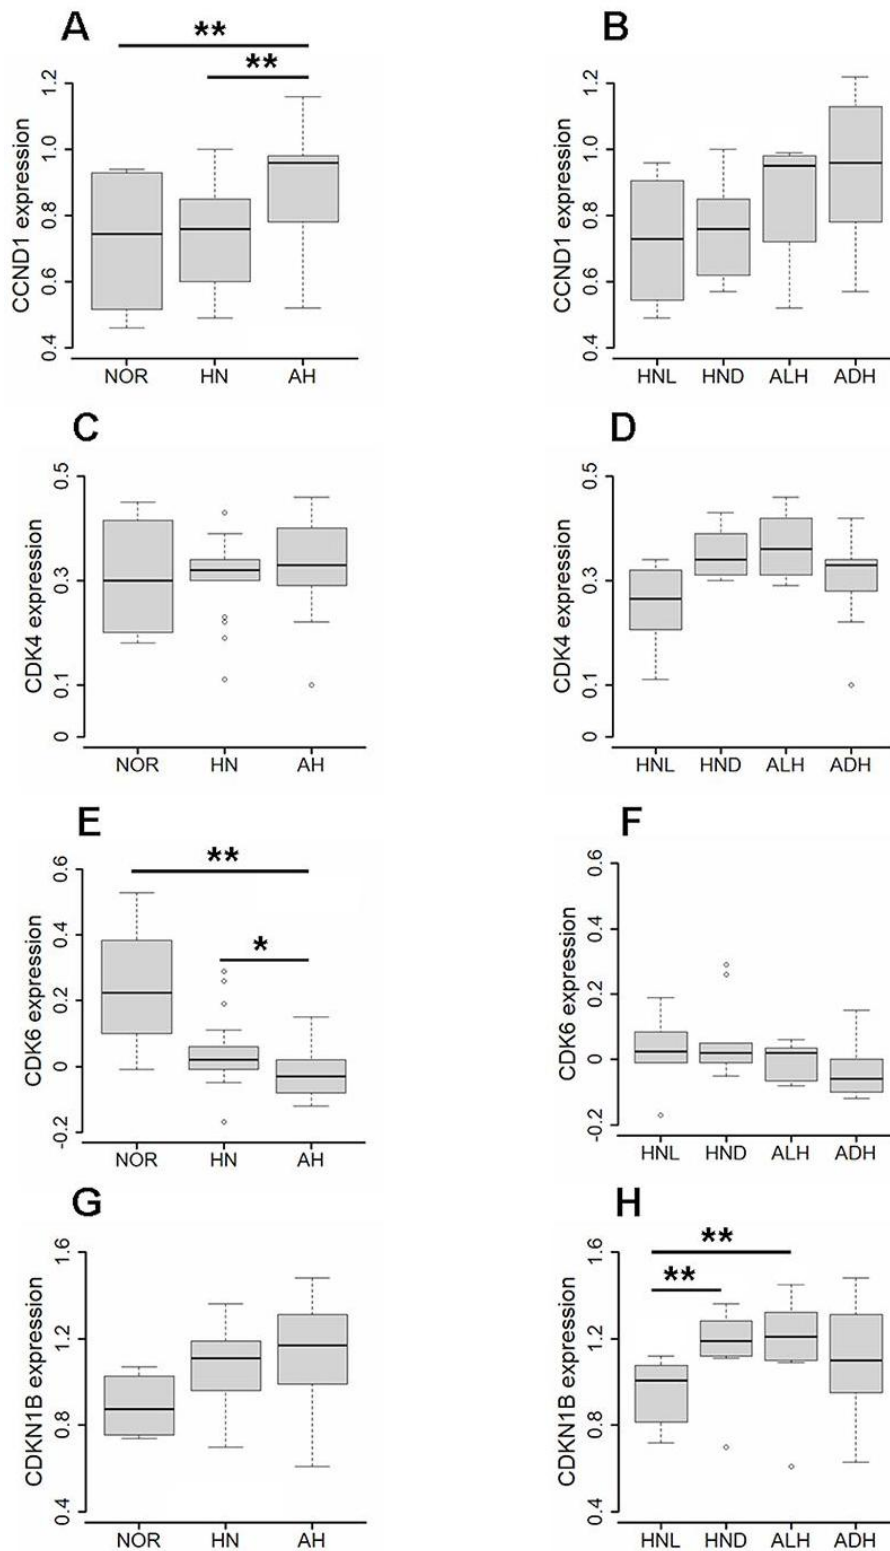 A
**
**
CCND1 expression
1.2
1.0
0.8
0.6
0.4
NOR HN AH
B
CCND1 expression
1.2
1.0
0.8
0.6
0.4
HNL HND ALH ADH
C
CDK4 expression
0.5
0.3
0.1
0
NOR HN AH
D
CDK4 expression
0.5
0.3
0.1
0
HNL HND ALH ADH
E
**
*
CDK6 expression
0.6
0.4
0.2
0
-0.2
NOR HN AH
F
CDK6 expression
0.6
0.4
0.2
0
-0.2
HNL HND ALH ADH
G
CDKN1B expression
1.6
1.2
0.8
0.4
NOR HN AH
H
**
**
CDKN1B expression
1.6
1.2
0.8
0.4
HNL HND ALH ADH